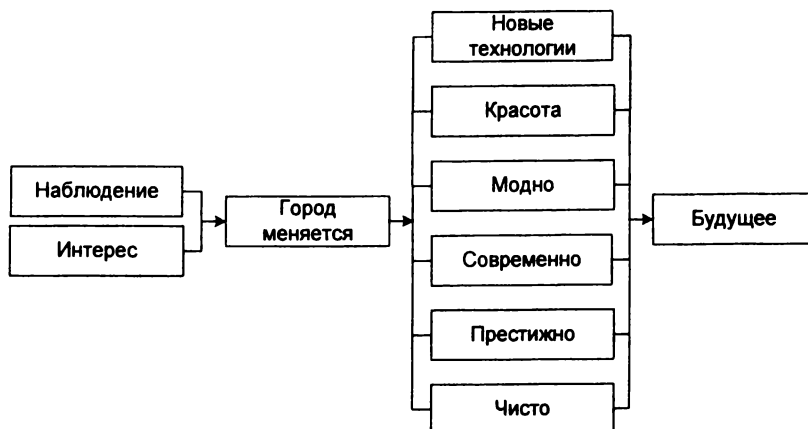 Новые
технологии
Красота
Наблюдение
Модно
Город
меняется
Будущее
Интерес
Современно
Престижно
Чисто